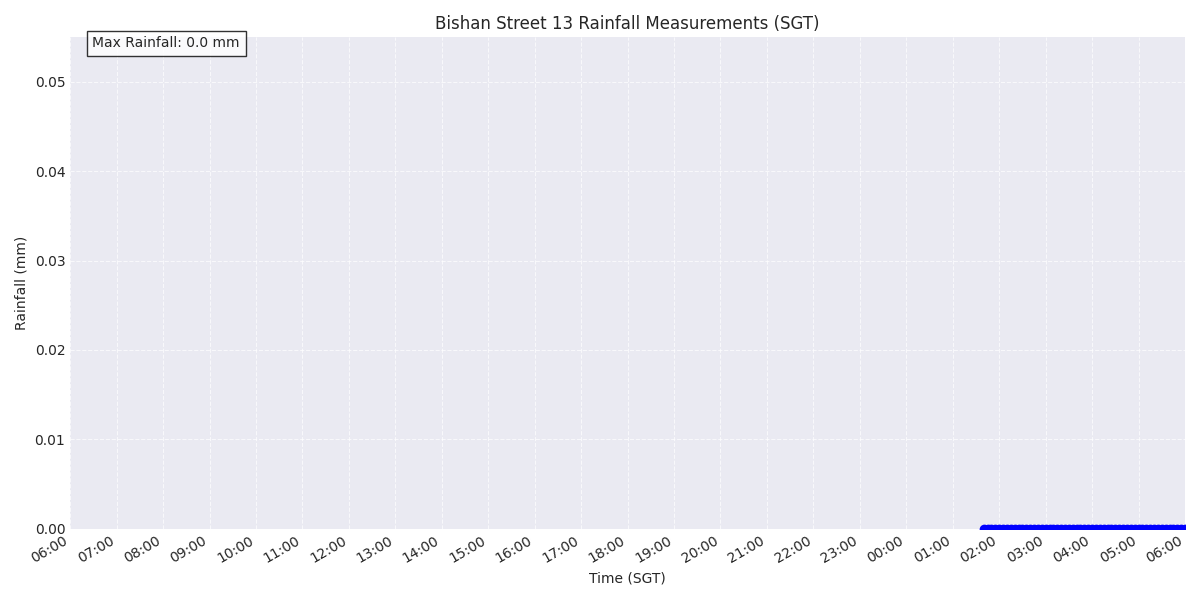 Bishan Street 13 Rainfall Measurements (SGT)
Max Rainfall: 0.0 mm
0.05
0.04
0.03
0.02
0.01
0.00
Rainfall (mm)
06:00 07:00 08:00 09:00 10:00 11:00 12:00 13:00 14:00 15:00 16:00 17:00 18:00 19:00 20:00 21:00 22:00 23:00 00:00 01:00 02:00 03:00 04:00 05:00 06:00
Time (SGT)